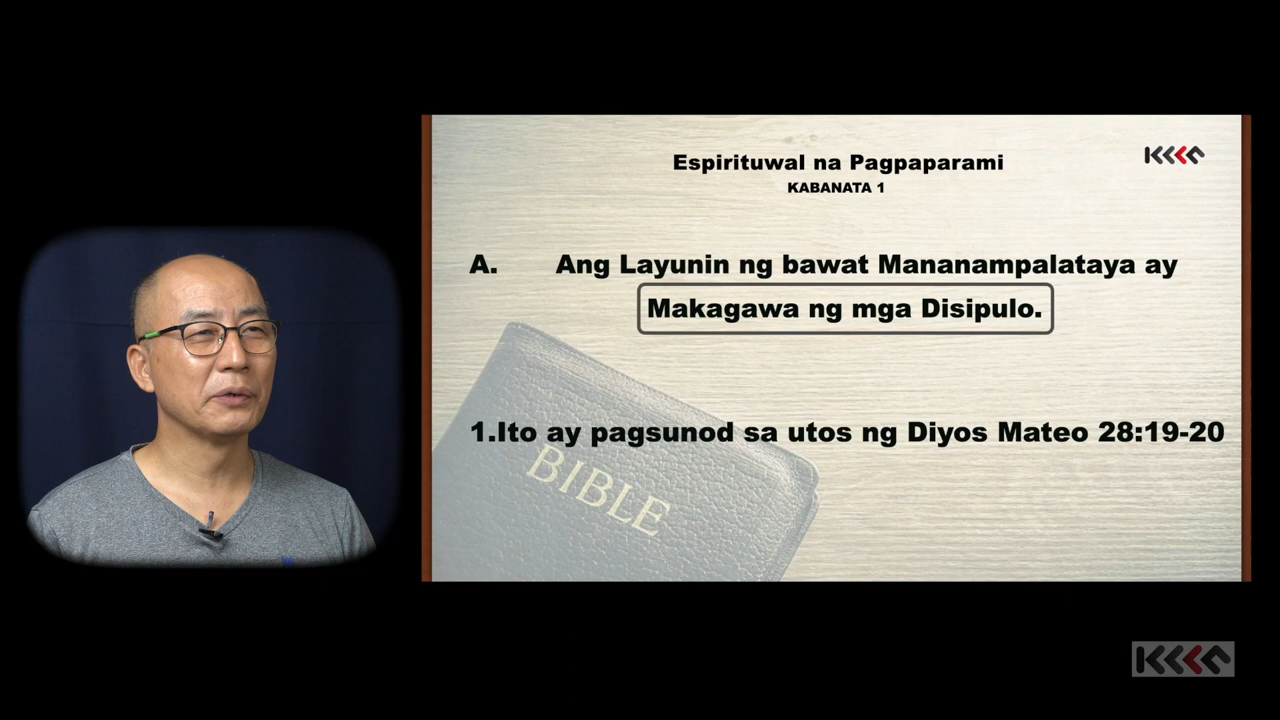 Espirituwal na Pagpaparami
KABANATA 1
A. Ang Layunin ng bawat Mananampalataya ay
Makagawa ng mga Disipulo.
1.Ito ay pagsunod sa utos ng Diyos Mateo 28:19-20
BIBLE